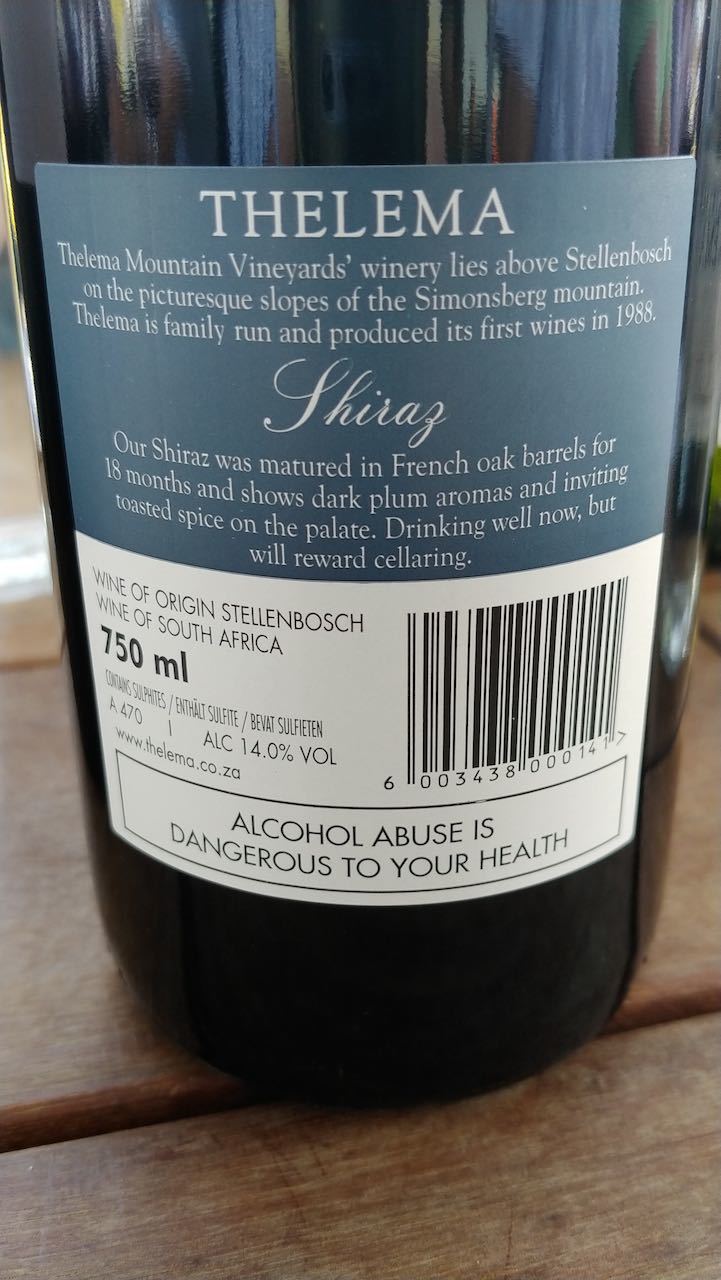 THELEMA
Thelema Mountain Vineyards' winery lies above Stellenbosch
on the picturesque slopes of the Simonsberg mountain.
Thelema is family run and produced its first wines in 1988.
Shiraz
Our Shiraz was matured in French oak barrels for
18 months and shows dark plum aromas and inviting
toasted spice on the palate. Drinking well now, but
will reward cellaring.
WINE OF ORIGIN STELLENBOSCH
WINE OF SOUTH AFRICA
750 ml
CONTAINS SULPHITES / ENTHÄLT SULFITE / BEVAT SULFIETEN
A 470 | ALC 14.0% VOL
www.thelema.co.za
6 003438 000141 >
ALCOHOL ABUSE IS
DANGEROUS TO YOUR HEALTH